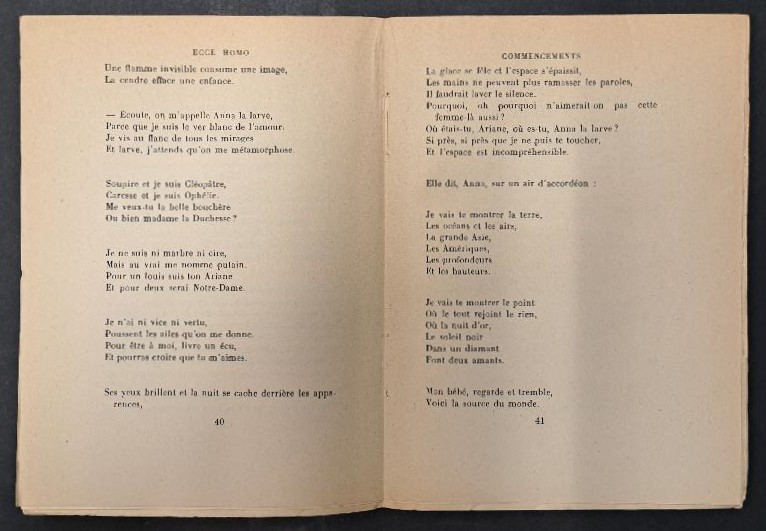 ECCE HOMO
Une flamme invisible consume une image,
La cendre efface une enfance.
— Ecoute, on m'appelle Anna la larve,
Parce que je suis le ver blanc de l'amour.
Je vis au flanc de tous les mirages
Et larve, j'attends qu'on me métamorphose.
Soupire et je suis Cléopâtre,
Caresse et je suis Ophélie.
Me veux-tu la belle bouchère
Ou bien madame la Duchesse ?
Je ne suis ni marbre ni cire,
Mais au vrai me nomme putain.
Pour un louis suis ton Ariane
Et pour deux serai Notre-Dame.
Je n'ai ni vice ni vertu,
Poussent les ailes qu'on me donne.
Pour être à moi, livre un écu,
Et pourras croire que tu m'aimes.
Ses yeux brillent et la nuit se cache derrière les appa-
rences,
40
COMMENCEMENTS
La glace se fêle et l'espace s'épaissit,
Les mains ne peuvent plus ramasser les paroles,
Il faudrait laver le silence.
Pourquoi, oh pourquoi n'aimerait-on pas cette
femme-là aussi ?
Où étais-tu, Ariane, où es-tu, Anna la larve ?
Si près, si près que je ne puis te toucher,
Et l'espace est incompréhensible.
Elle dit, Anna, sur un air d'accordéon :
Je vais te montrer la terre,
Les océans et les airs,
La grande Asie,
Les Amériques,
Les profondeurs
Et les hauteurs.
Je vais te montrer le point
Où le tout rejoint le rien,
Où la nuit d'or,
Le soleil noir
Dans un diamant
Font deux amants.
Mon bébé, regarde et tremble,
Voici la source du monde.
41